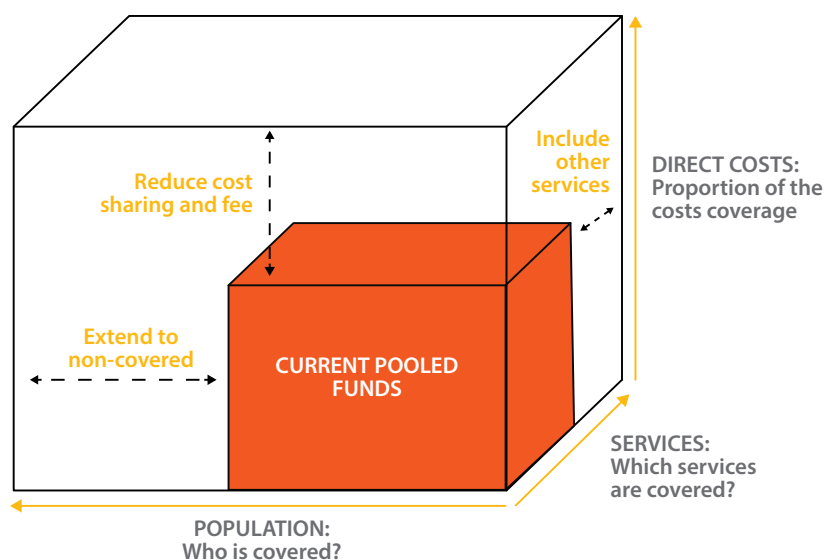 Include
other
services
DIRECT COSTS:
Proportion of the
costs coverage
Reduce cost
sharing and fee
Extend to
non-covered
CURRENT POOLED
FUNDS
SERVICES:
Which services
are covered?
POPULATION:
Who is covered?